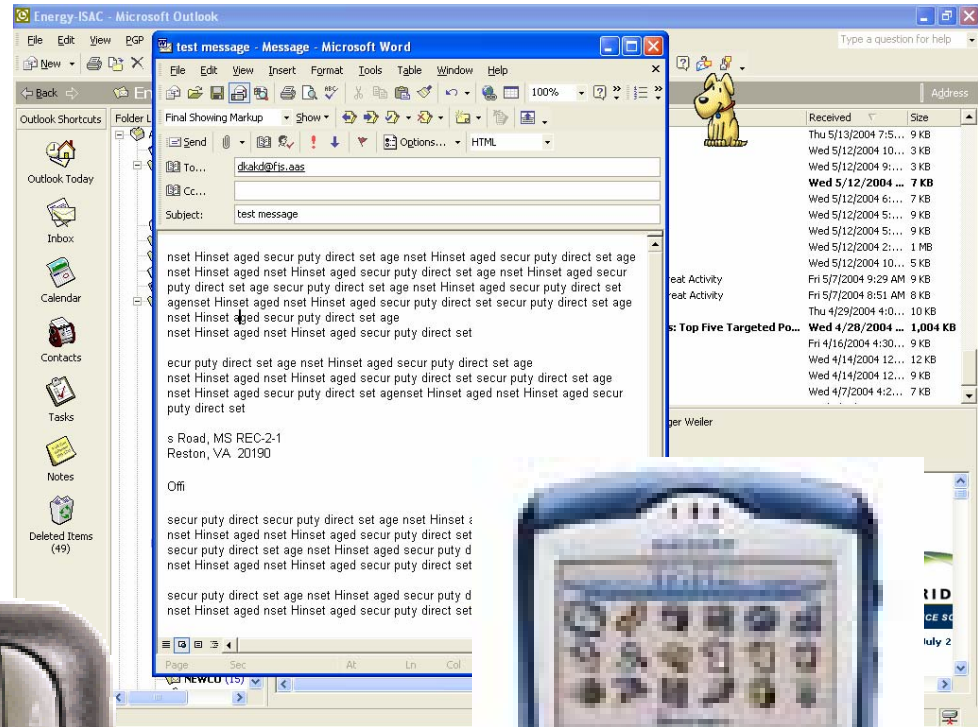 Energy-ISAC - Microsoft Outlook
File Edit View PGP
Type a question for help
New
Back
En
Address
Outlook Shortcuts
Folder L
Outlook Today
Inbox
Calendar
Contacts
Tasks
Notes
Deleted Items
(49)
test message - Message - Microsoft Word
File Edit View Insert Format Tools Table Window Help
100%
Final Showing Markup Show
Send Options... HTML
To... dkakd@fjs.aas
Cc...
Subject: test message
nset Hinset aged secur puty direct set age nset Hinset aged secur puty direct set age
nset Hinset aged nset Hinset aged secur puty direct set age nset Hinset aged secur
puty direct set age secur puty direct set age nset Hinset aged secur puty direct set
agenset Hinset aged nset Hinset aged secur puty direct set secur puty direct set age
nset Hinset aged secur puty direct set age
nset Hinset aged nset Hinset aged secur puty direct set
ecur puty direct set age nset Hinset aged secur puty direct set age
nset Hinset aged nset Hinset aged secur puty direct set secur puty direct set age
nset Hinset aged secur puty direct set agenset Hinset aged nset Hinset aged secur
puty direct set
s Road, MS REC-2-1
Reston, VA 20190
Offi
secur puty direct secur puty direct set age nset Hinset a
nset Hinset aged nset Hinset aged secur puty direct set
secur puty direct set age nset Hinset aged secur puty d
nset Hinset aged nset Hinset aged secur puty direct set
secur puty direct set age nset Hinset aged secur puty d
nset Hinset aged nset Hinset aged secur puty direct set
Page Sec At Ln Col
NEWCO (15)
Received Size
Thu 5/13/2004 7:5... 9 KB
Wed 5/12/2004 10... 3 KB
Wed 5/12/2004 9:... 3 KB
Wed 5/12/2004 ... 7 KB
Wed 5/12/2004 6:... 7 KB
Wed 5/12/2004 5:... 9 KB
Wed 5/12/2004 5:... 9 KB
Wed 5/12/2004 2:... 1 MB
Wed 5/12/2004 10... 5 KB
reat Activity Fri 5/7/2004 9:29 AM 9 KB
reat Activity Fri 5/7/2004 8:51 AM 8 KB
Thu 4/29/2004 4:0... 10 KB
s: Top Five Targeted Po... Wed 4/28/2004 ... 1,004 KB
Fri 4/16/2004 4:30... 9 KB
Wed 4/14/2004 12... 12 KB
Wed 4/14/2004 12... 9 KB
Wed 4/7/2004 4:2... 7 KB
ger Weiler
RID
CE SC
July 2